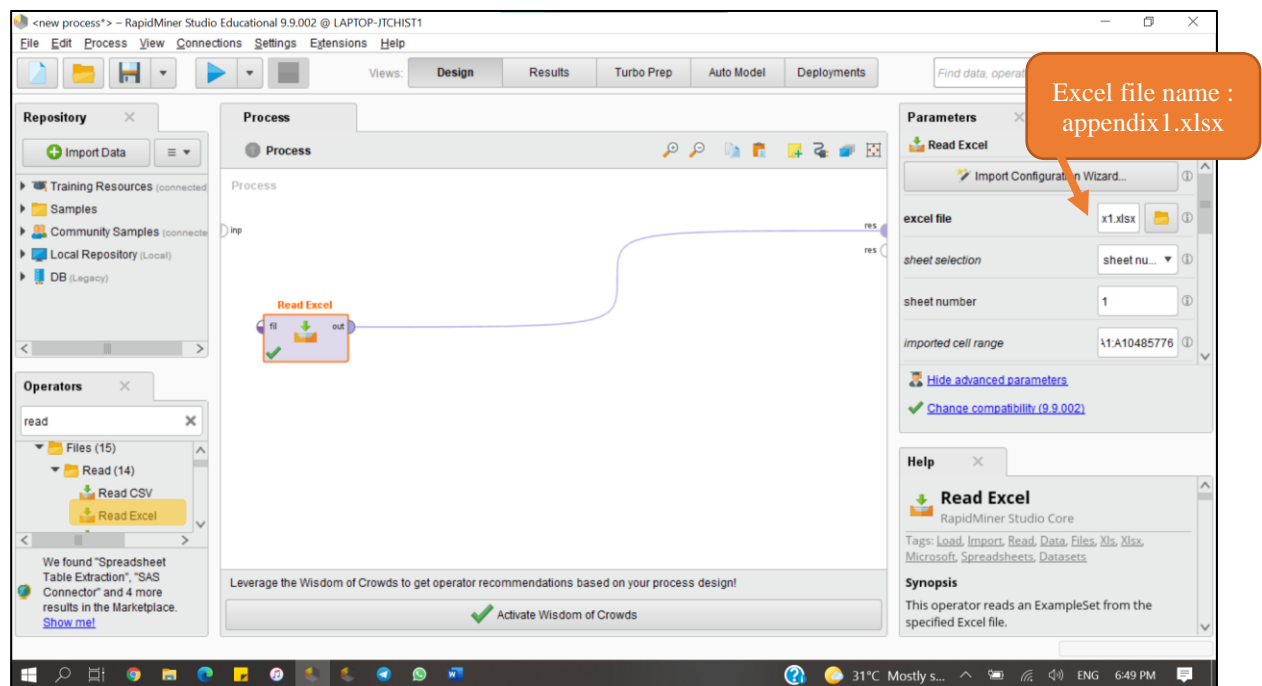 <new process*> – RapidMiner Studio Educational 9.9.002 @ LAPTOP-JTCHIST1
File Edit Process View Connections Settings Extensions Help
Views: Design Results Turbo Prep Auto Model Deployments Find data, operat
Excel file name :
appendix1.xlsx
Repository
Import Data
Training Resources (connected
Samples
Community Samples (connecte
Local Repository (Local)
DB (Legacy)
Operators
read
Files (15)
Read (14)
Read CSV
Read Excel
We found "Spreadsheet
Table Extraction", "SAS
Connector" and 4 more
results in the Marketplace.
Show me!
Process
Process
Process
inp
res
res
Read Excel
fil out
Leverage the Wisdom of Crowds to get operator recommendations based on your process design!
Activate Wisdom of Crowds
Parameters
Read Excel
Import Configuration Wizard...
excel file x1.xlsx
sheet selection sheet nu...
sheet number 1
imported cell range 1:A10485776
Hide advanced parameters
Change compatibility (9.9.002)
Help
Read Excel
RapidMiner Studio Core
Tags: Load, Import, Read, Data, Files, Xls, Xlsx,
Microsoft, Spreadsheets, Datasets
Synopsis
This operator reads an ExampleSet from the
specified Excel file.
31°C Mostly s... ENG 6:49 PM